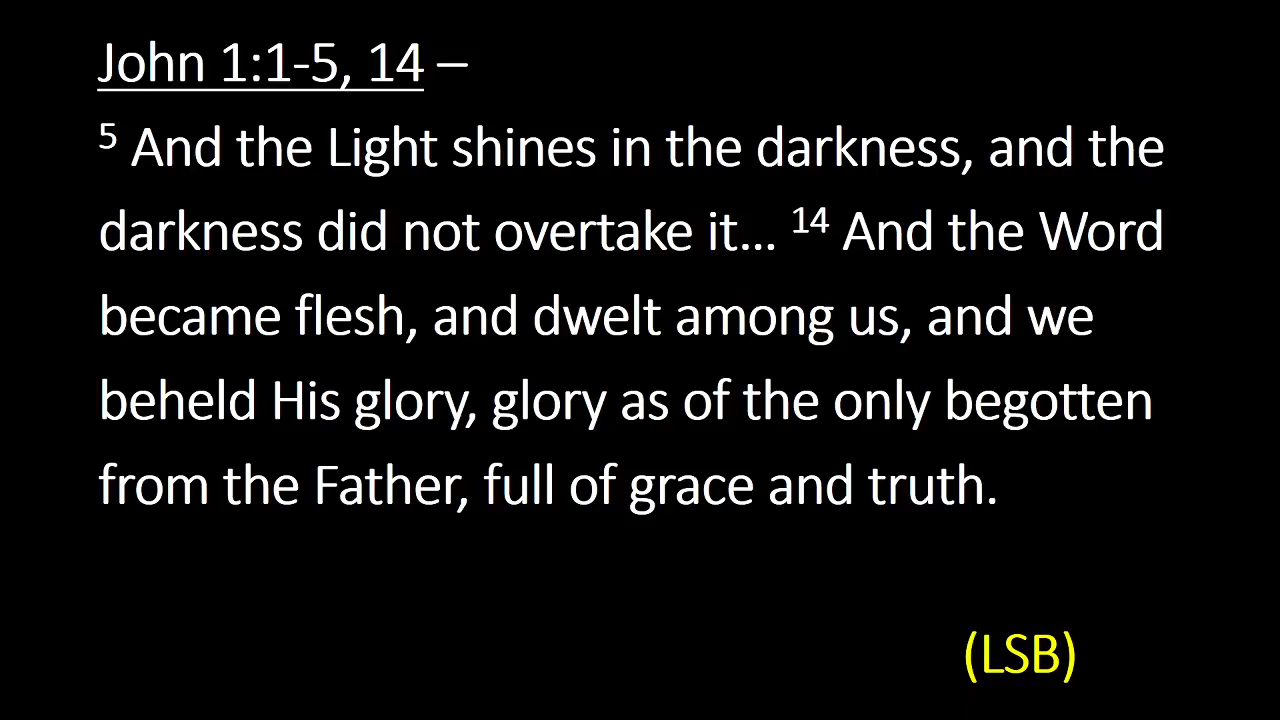 John 1:1-5, 14 –
⁵ And the Light shines in the darkness, and the
darkness did not overtake it… ¹⁴ And the Word
became flesh, and dwelt among us, and we
beheld His glory, glory as of the only begotten
from the Father, full of grace and truth.
(LSB)